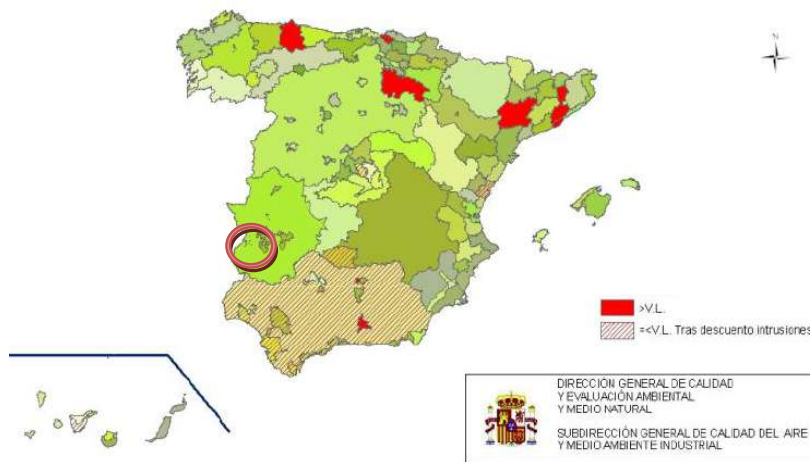 >V.L.
=<V.L. Tras descuento intrusiones
DIRECCIÓN GENERAL DE CALIDAD
Y EVALUACIÓN AMBIENTAL
Y MEDIO NATURAL
SUBDIRECCIÓN GENERAL DE CALIDAD DEL AIRE
Y MEDIO AMBIENTE INDUSTRIAL